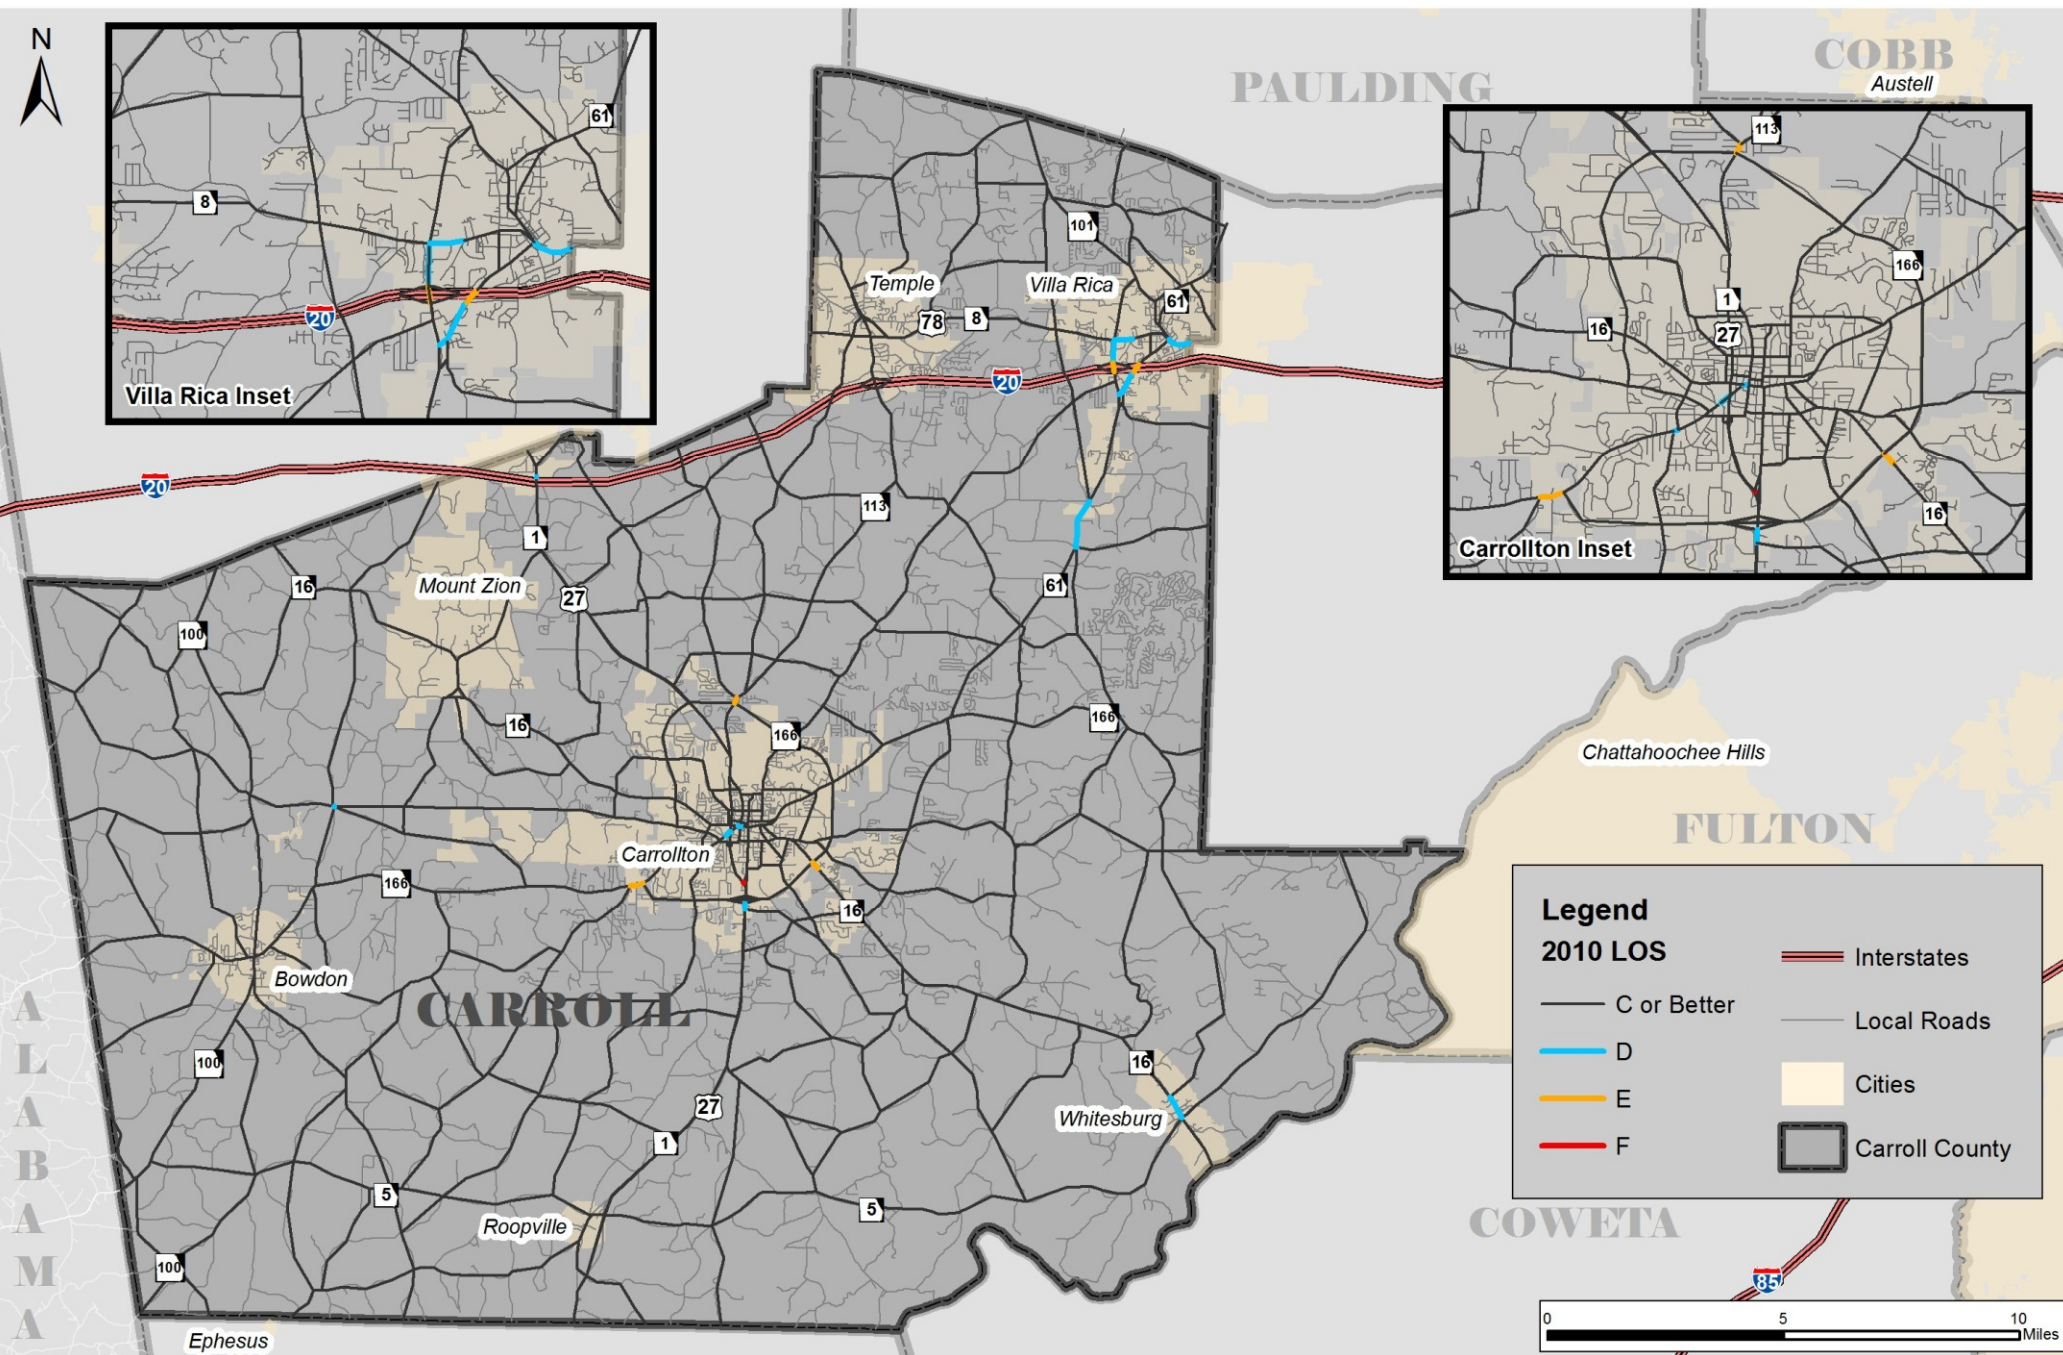 N
PAULDING
COBB
Austell
61
8
20
Villa Rica Inset
113
166
1
16
27
16
Carrollton Inset
101
Temple
Villa Rica
61
78
8
20
20
113
1
Mount Zion
16
27
61
100
16
166
166
Chattahoochee Hills
FULTON
Carrollton
166
16
Bowdon
CARROLL
100
16
27
Whitesburg
1
5
5
Roopville
COWETA
100
85
Ephesus
A
L
A
B
A
M
A
Legend
2010 LOS
C or Better
D
E
F
Interstates
Local Roads
Cities
Carroll County
0 5 10
Miles